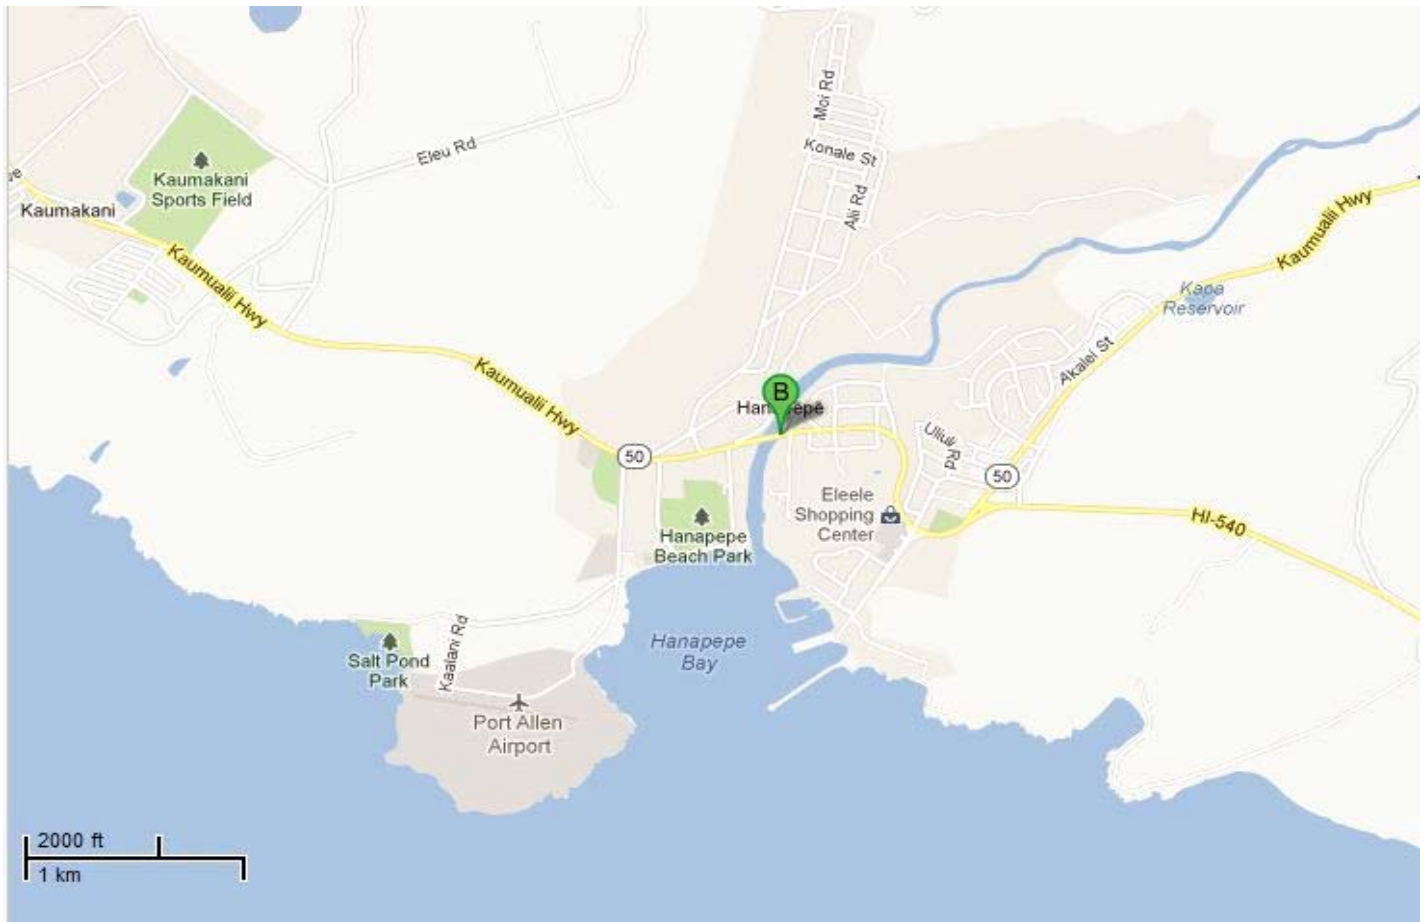 Moi Rd
Konale St
Eleu Rd
Kaumakani
Sports Field
Kaumakani
Alii Rd
Kaumualii Hwy
Kaumualii Hwy
Kapa
Reservoir
Akalei St
Kaumualii Hwy
B
Hanapēpē
50
Uliuli Rd
50
Eleele
Shopping
Center
HI-540
Hanapepe
Beach Park
Kaalani Rd
Salt Pond
Park
Hanapepe
Bay
Port Allen
Airport
2000 ft
1 km